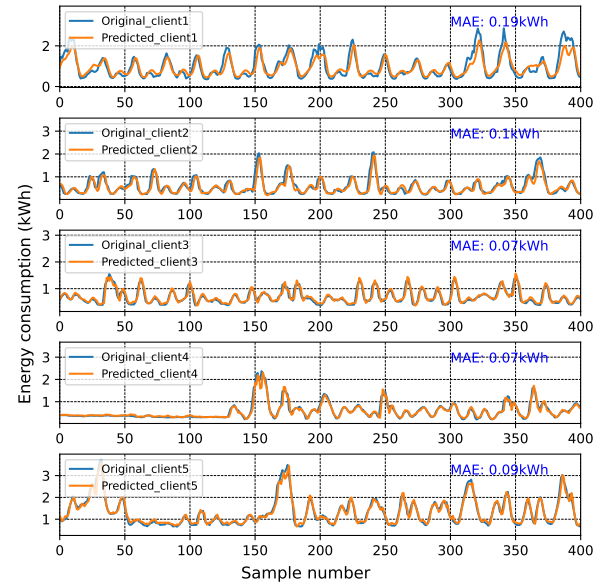 Original_client1
Predicted_client1
MAE: 0.19kWh
2
0
0 50 100 150 200 250 300 350 400
Original_client2
Predicted_client2
MAE: 0.1kWh
3
2
1
0 50 100 150 200 250 300 350 400
Original_client3
Predicted_client3
MAE: 0.07kWh
3
2
1
0 50 100 150 200 250 300 350 400
Original_client4
Predicted_client4
MAE: 0.07kWh
3
2
1
0 50 100 150 200 250 300 350 400
Original_client5
Predicted_client5
MAE: 0.09kWh
3
2
1
0 50 100 150 200 250 300 350 400
Energy consumption (kWh)
Sample number